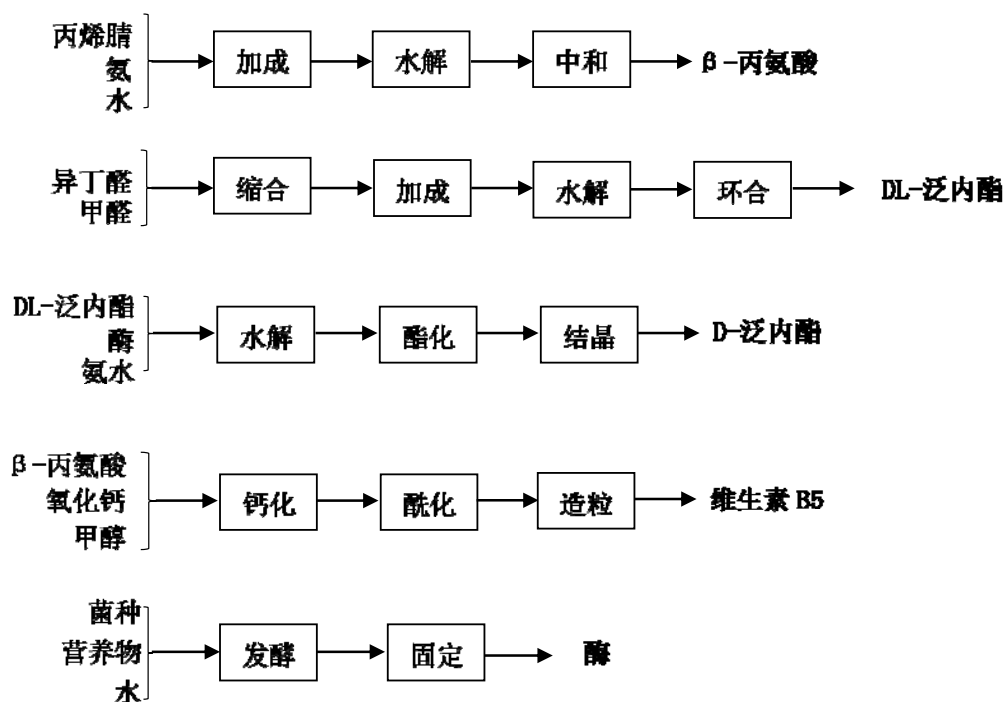 丙烯腈
氨
水
加成
水解
中和
β-丙氨酸
异丁醛
甲醛
缩合
加成
水解
环合
DL-泛内酯
DL-泛内酯
酶
氨水
水解
酯化
结晶
D-泛内酯
β-丙氨酸
氧化钙
甲醇
钙化
酰化
造粒
维生素 B5
菌种
营养物
水
发酵
固定
酶